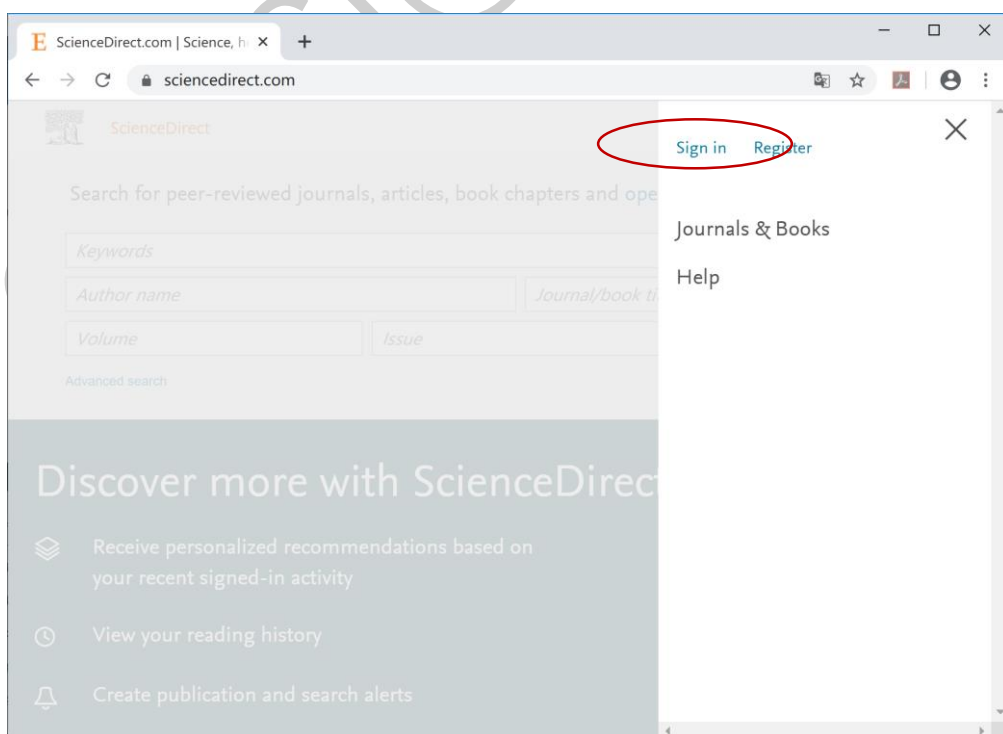 E ScienceDirect.com | Science, h
sciencedirect.com
ScienceDirect
Sign in Register
Search for peer-reviewed journals, articles, book chapters and ope
Journals & Books
Keywords
Help
Author name Journal/book ti
Volume Issue
Advanced search
Discover more with ScienceDirec
Receive personalized recommendations based on
your recent signed-in activity
View your reading history
Create publication and search alerts